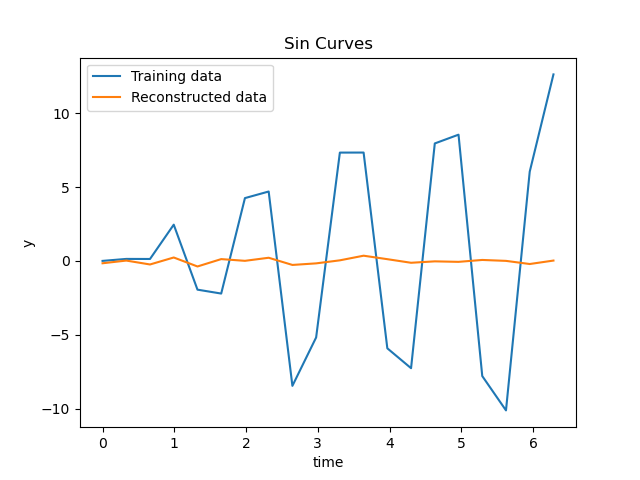 Sin Curves
Training data
Reconstructed data
10
5
0
−5
−10
y
0 1 2 3 4 5 6
time